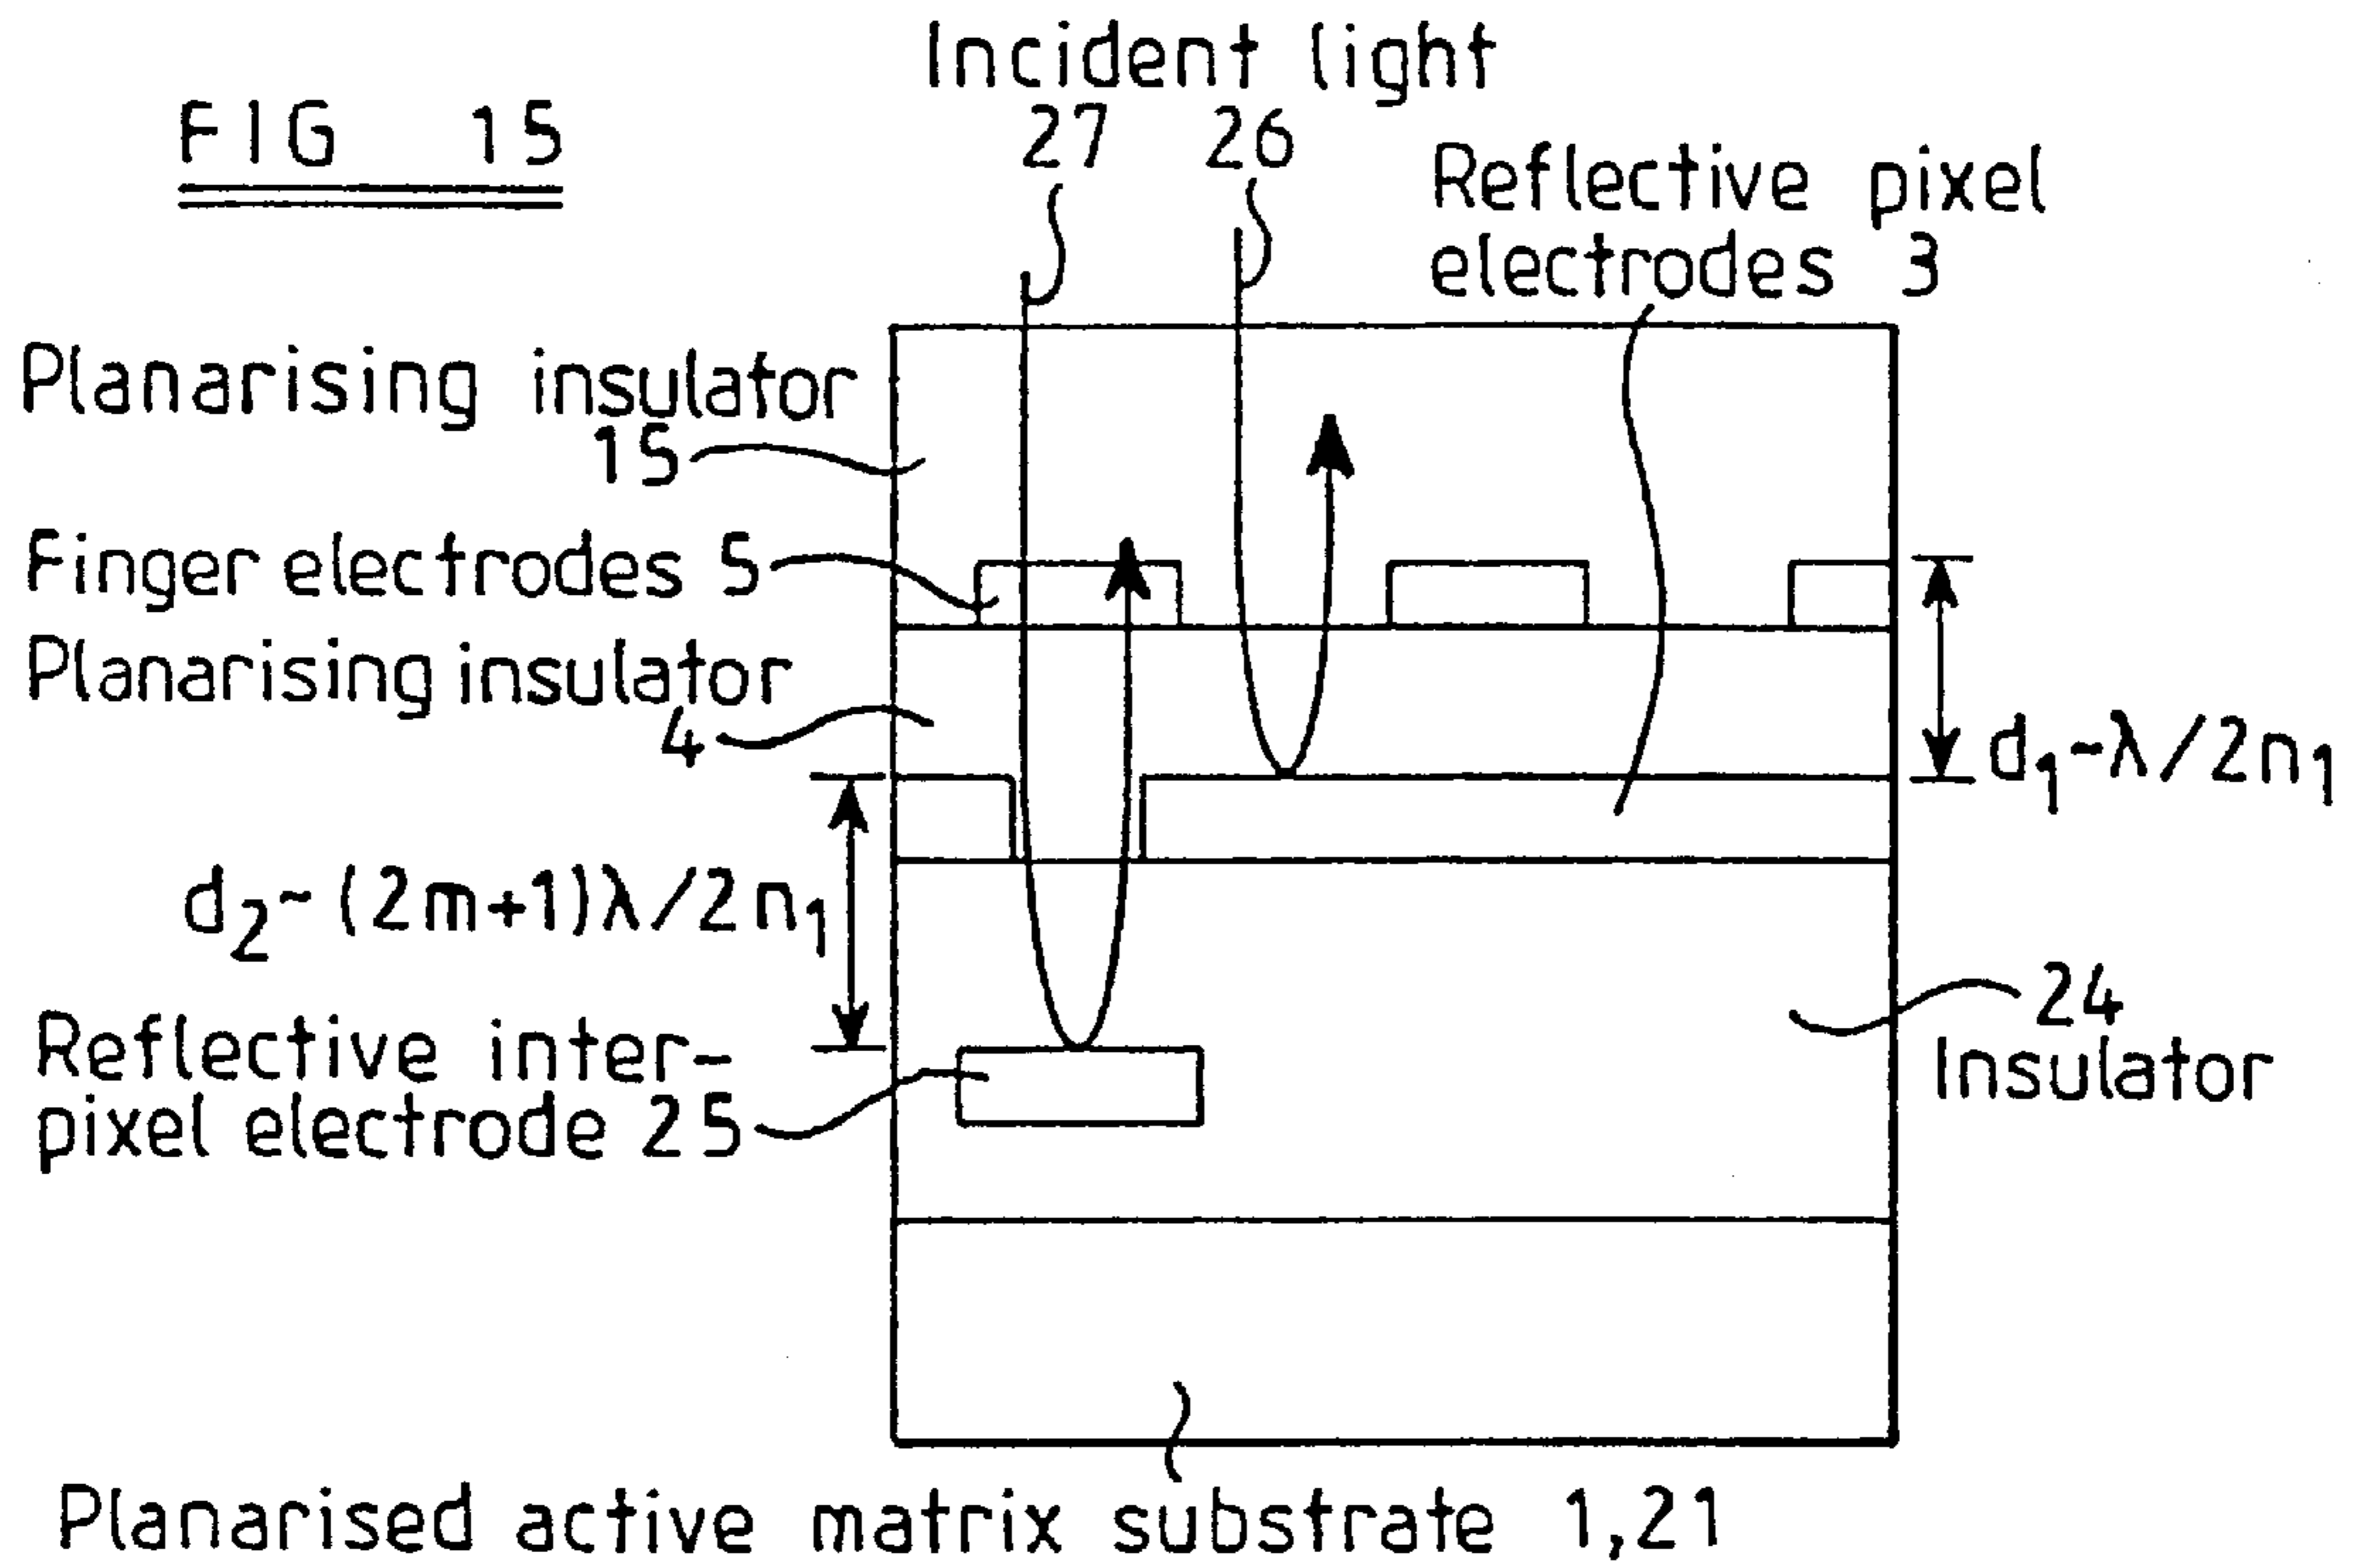 FIG 15
Incident light
27 26
Reflective pixel
electrodes 3
Planarising insulator
15
Finger electrodes 5
Planarising insulator
4
d₁~λ/2n₁
d₂~(2m+1)λ/2n₁
Reflective inter-
pixel electrode 25
24
Insulator
Planarised active matrix substrate 1,21